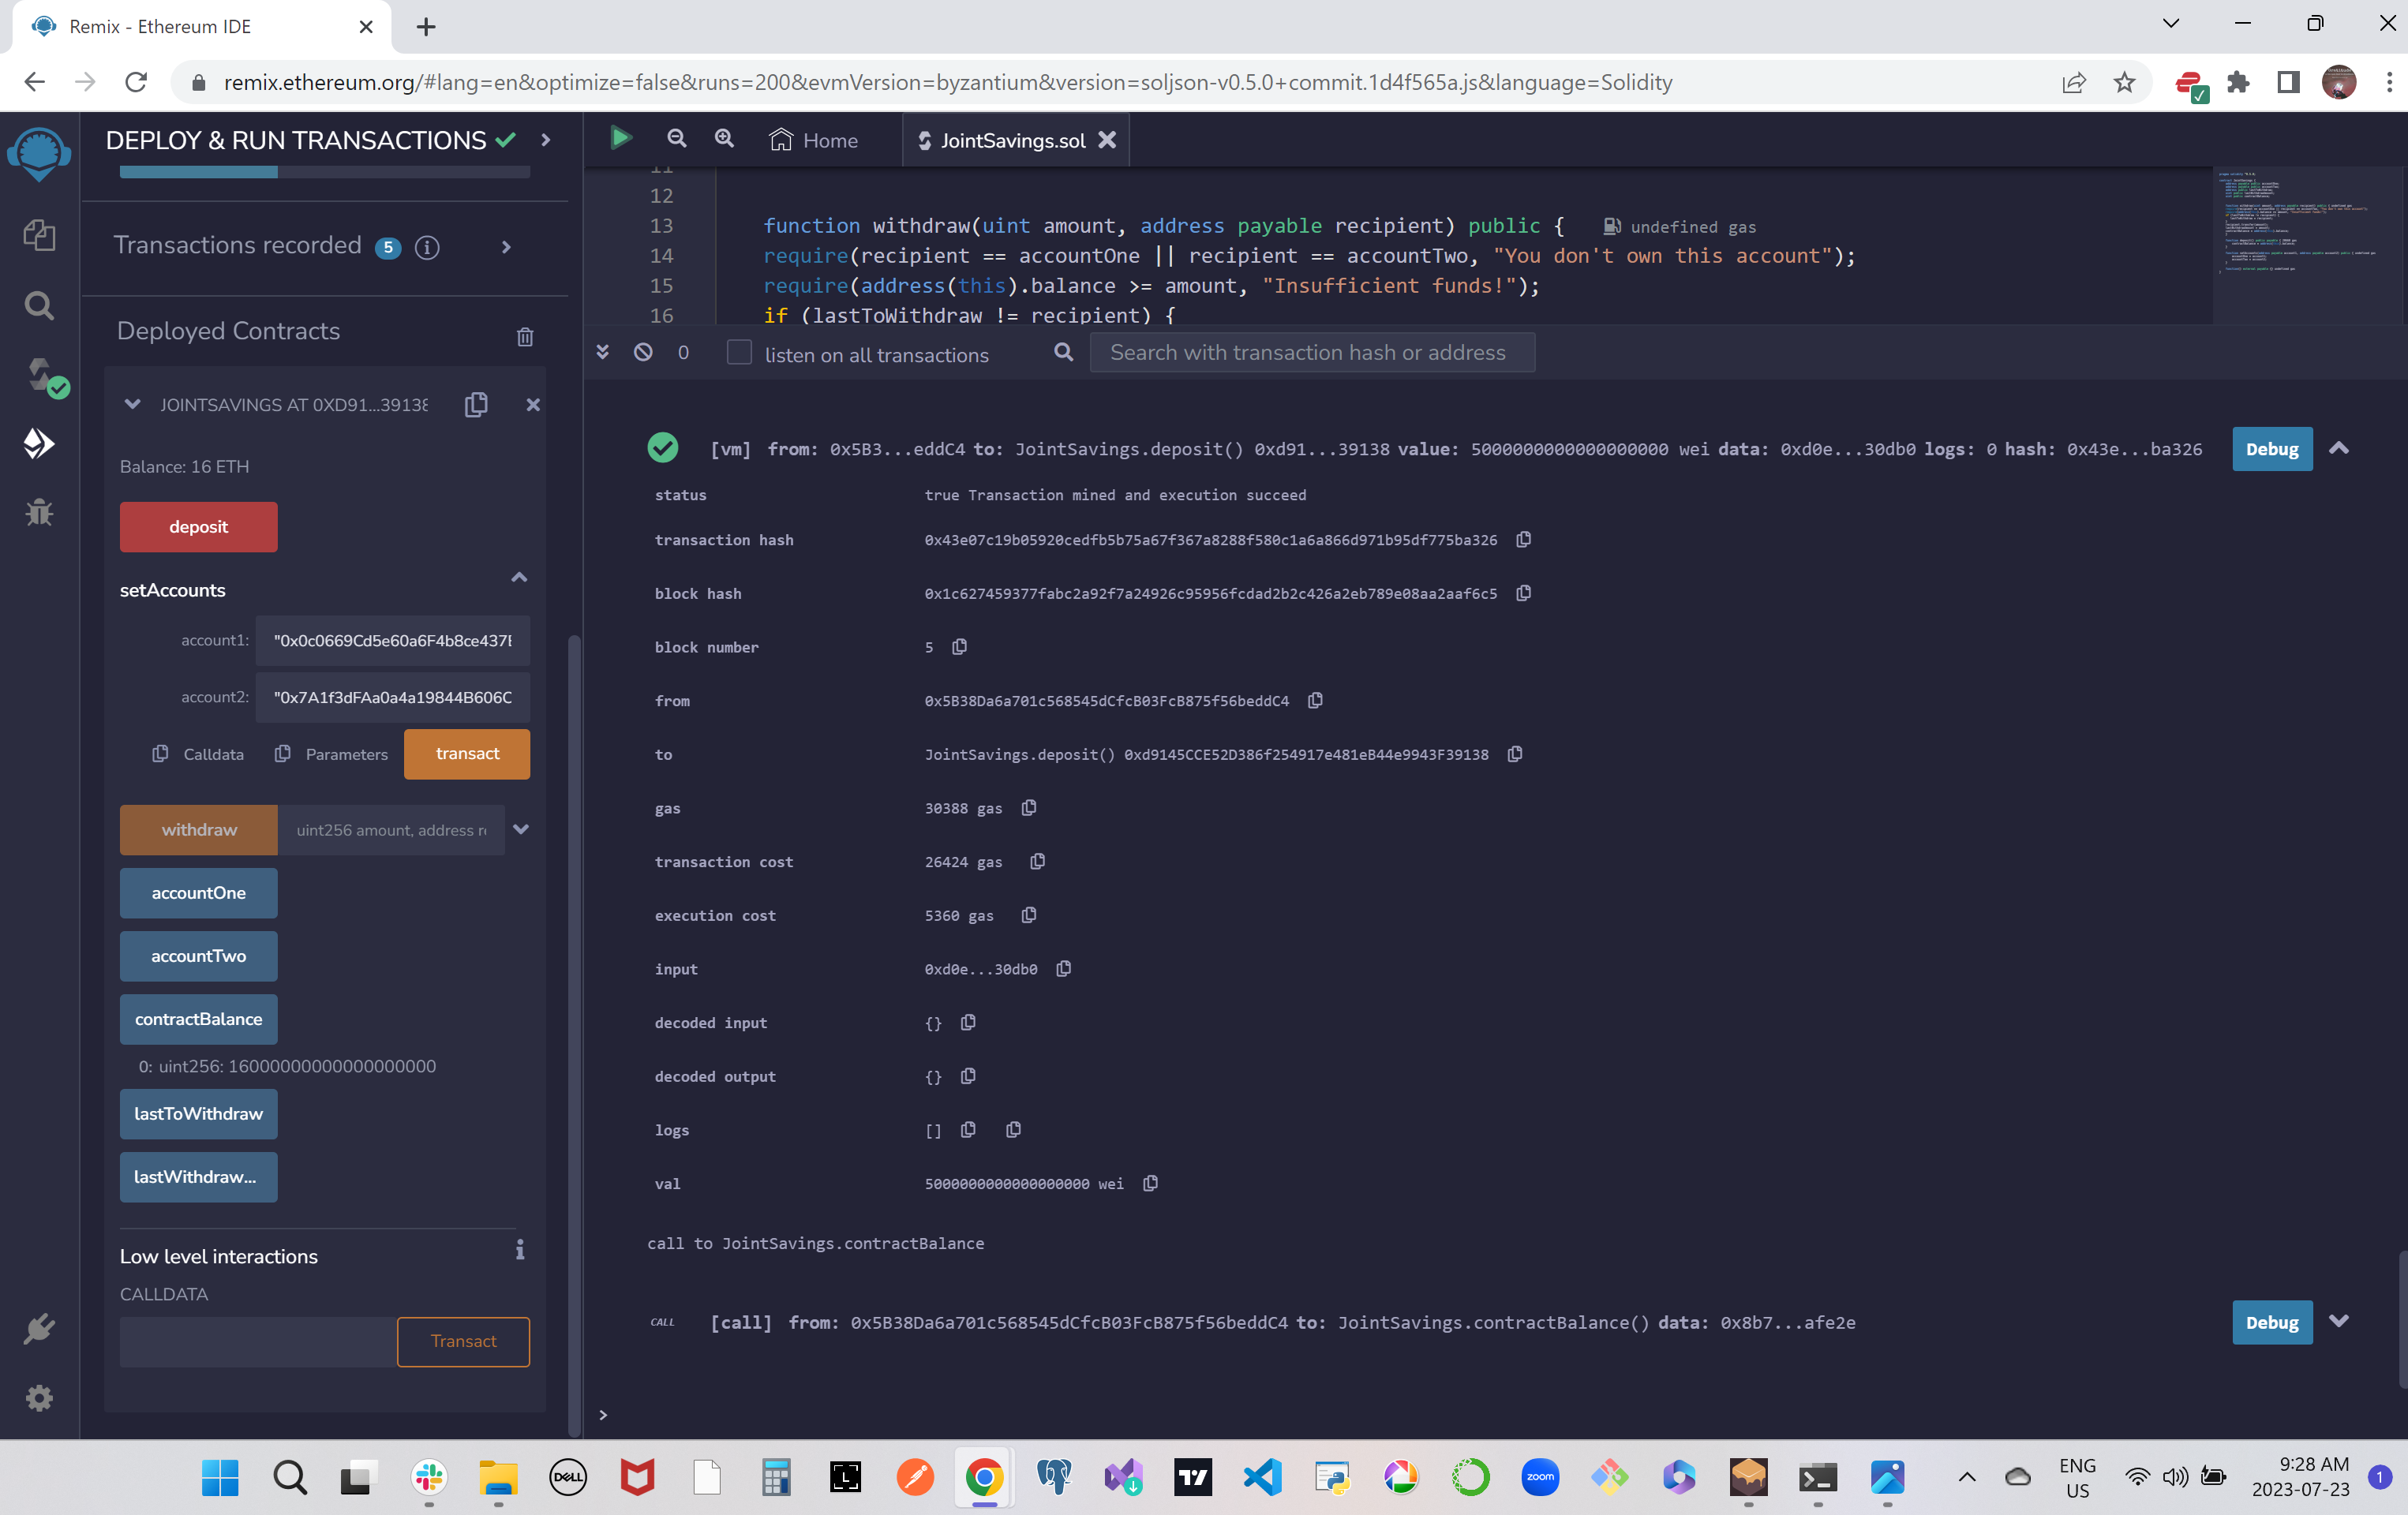 Remix - Ethereum IDE
remix.ethereum.org/#lang=en&optimize=false&runs=200&evmVersion=byzantium&version=soljson-v0.5.0+commit.1d4f565a.js&language=Solidity
DEPLOY & RUN TRANSACTIONS
Transactions recorded 5
Deployed Contracts
JOINTSAVINGS AT 0XD91...39138
Balance: 16 ETH
deposit
setAccounts
account1: "0x0c0669Cd5e60a6F4b8ce437E
account2: "0x7A1f3dFAa0a4a19844B606C
Calldata Parameters transact
withdraw uint256 amount, address re
accountOne
accountTwo
contractBalance
0: uint256: 16000000000000000000
lastToWithdraw
lastWithdraw...
Low level interactions
CALLDATA
Transact
Home JointSavings.sol
11
12
13 function withdraw(uint amount, address payable recipient) public { undefined gas
14 require(recipient == accountOne || recipient == accountTwo, "You don't own this account");
15 require(address(this).balance >= amount, "Insufficient funds!");
16 if (lastToWithdraw != recipient) {
0 listen on all transactions Search with transaction hash or address
[vm] from: 0x5B3...eddC4 to: JointSavings.deposit() 0xd91...39138 value: 5000000000000000000 wei data: 0xd0e...30db0 logs: 0 hash: 0x43e...ba326 Debug
status true Transaction mined and execution succeed
transaction hash 0x43e07c19b05920cedfb5b75a67f367a8288f580c1a6a866d971b95df775ba326
block hash 0x1c627459377fabc2a92f7a24926c95956fcdad2b2c426a2eb789e08aa2aaf6c5
block number 5
from 0x5B38Da6a701c568545dCfcB03FcB875f56beddC4
to JointSavings.deposit() 0xd9145CCE52D386f254917e481eB44e9943F39138
gas 30388 gas
transaction cost 26424 gas
execution cost 5360 gas
input 0xd0e...30db0
decoded input {}
decoded output {}
logs []
val 5000000000000000000 wei
call to JointSavings.contractBalance
CALL [call] from: 0x5B38Da6a701c568545dCfcB03FcB875f56beddC4 to: JointSavings.contractBalance() data: 0x8b7...afe2e Debug
>
DELL
L
zoom
ENG
US
9:28 AM
2023-07-23
1